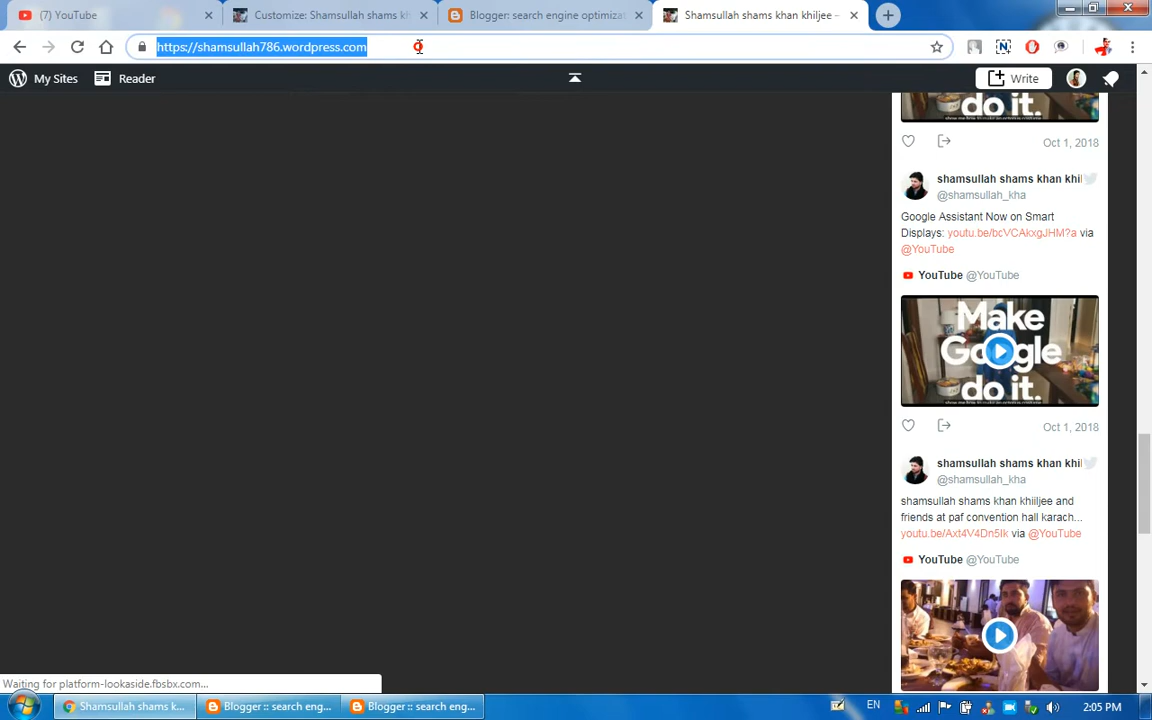 (7) YouTube
Customize: Shamsullah shams kh
Blogger: search engine optimizat
Shamsullah shams khan khiljee –
https://shamsullah786.wordpress.com
My Sites
Reader
Write
do it.
Oct 1, 2018
shamsullah shams khan khii
@shamsullah_kha
Google Assistant Now on Smart
Displays: youtu.be/bcVCAkxgJHM?a via
@YouTube
YouTube @YouTube
Make
Google
do it.
Oct 1, 2018
shamsullah shams khan khii
@shamsullah_kha
shamsullah shams khan khiiljee and
friends at paf convention hall karach...
youtu.be/Axt4V4Dn5Ik via @YouTube
YouTube @YouTube
Waiting for platform-lookaside.fbsbx.com...
Shamsullah shams k...
Blogger :: search eng...
Blogger :: search eng...
EN
2:05 PM